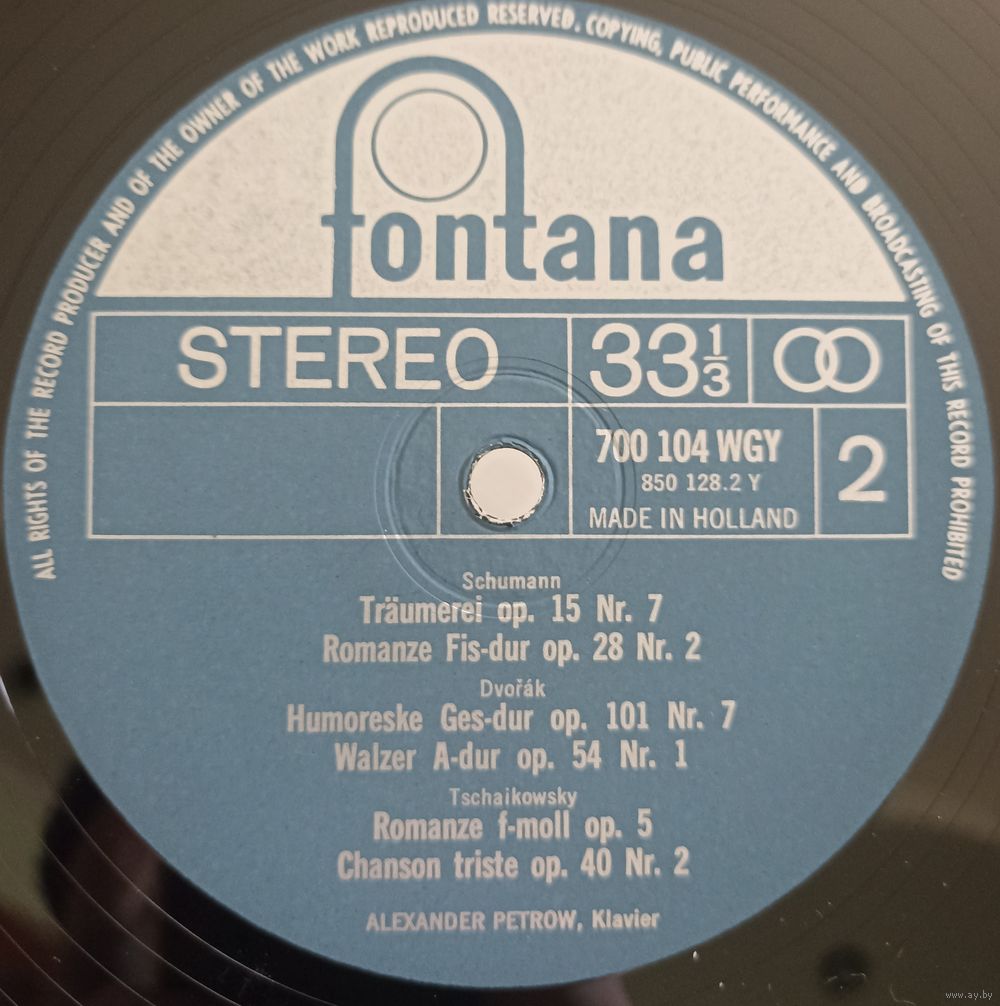 ALL RIGHTS OF THE RECORD PRODUCER AND OF THE OWNER OF THE WORK REPRODUCED RESERVED. COPYING, PUBLIC PERFORMANCE AND BROADCASTING OF THIS RECORD PROHIBITED
fontana
STEREO 33 1/3
700 104 WGY
850 128.2 Y
MADE IN HOLLAND
2
Schumann
Träumerei op. 15 Nr. 7
Romanze Fis-dur op. 28 Nr. 2
Dvořák
Humoreske Ges-dur op. 101 Nr. 7
Walzer A-dur op. 54 Nr. 1
Tschaikowsky
Romanze f-moll op. 5
Chanson triste op. 40 Nr. 2
ALEXANDER PETROW, Klavier
www.ay.by